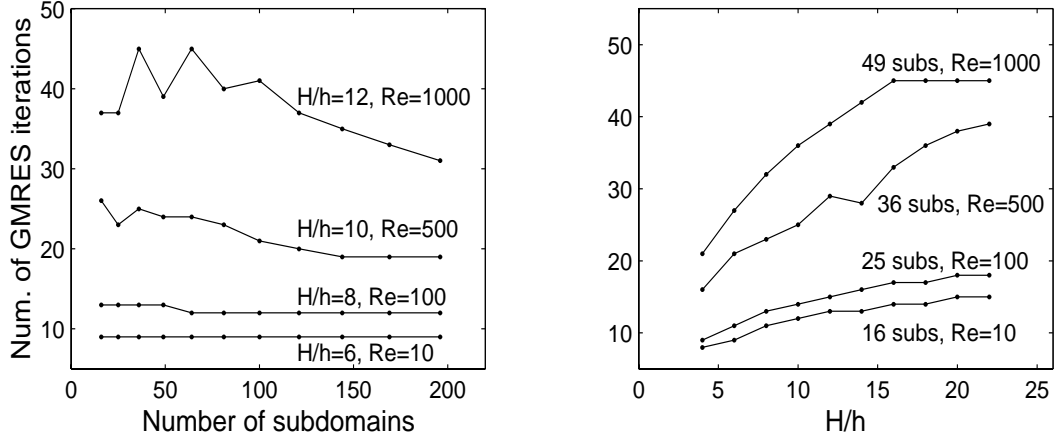 Num. of GMRES iterations
50
40
30
20
10
H/h=12, Re=1000
H/h=10, Re=500
H/h=8, Re=100
H/h=6, Re=10
0
50
100
150
200
Number of subdomains
50
40
30
20
10
49 subs, Re=1000
36 subs, Re=500
25 subs, Re=100
16 subs, Re=10
0
5
10
15
20
25
H/h